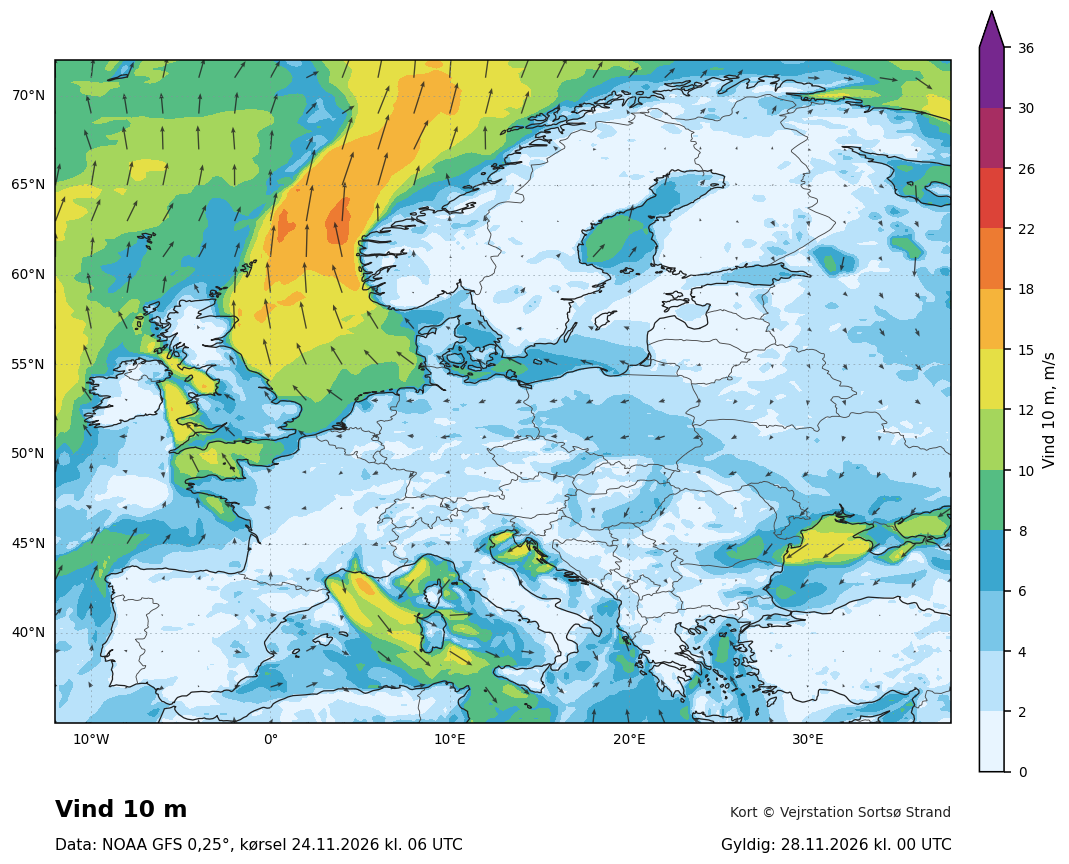 36
30
26
22
18
15
12
10
8
6
4
2
0
Vind 10 m, m/s
70°N
65°N
60°N
55°N
50°N
45°N
40°N
10°W 0° 10°E 20°E 30°E
Vind 10 m
Kort © Vejrstation Sortsø Strand
Data: NOAA GFS 0,25°, kørsel 24.11.2026 kl. 06 UTC
Gyldig: 28.11.2026 kl. 00 UTC